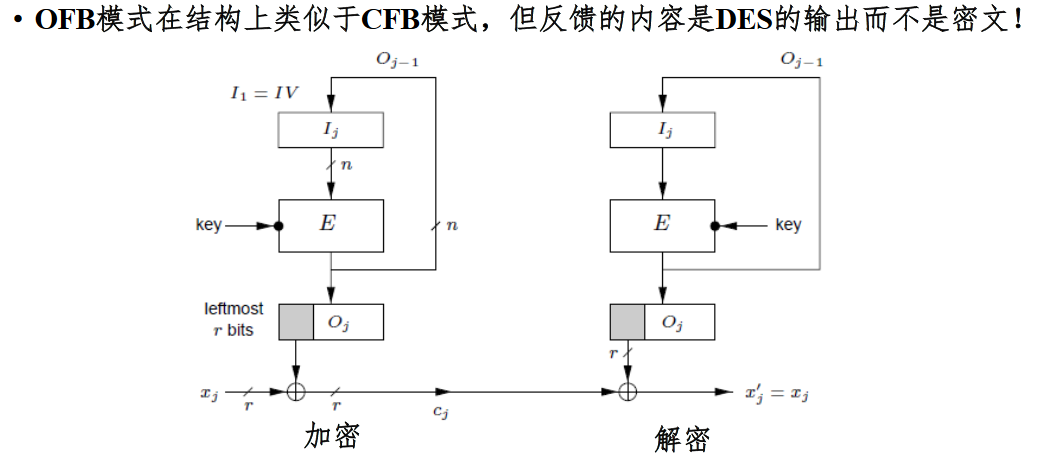 • OFB模式在结构上类似于CFB模式，但反馈的内容是DES的输出而不是密文！
O_{j−1}
O_{j−1}
I_1 = IV
I_j
I_j
n
key
E
n
E
key
leftmost
r bits
O_j
O_j
r
x_j
r
r
c_j
x'_j = x_j
加密
解密